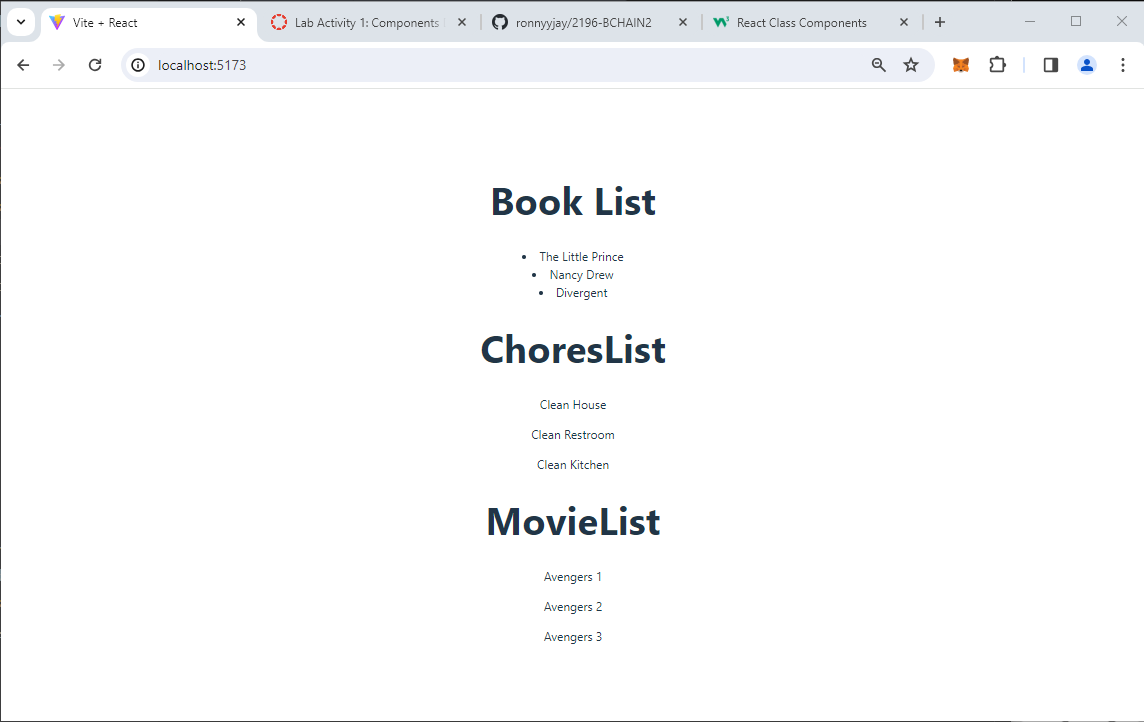 Vite + React
Lab Activity 1: Components
ronnyyjay/2196-BCHAIN2
React Class Components
localhost:5173
Book List
• The Little Prince
• Nancy Drew
• Divergent
ChoresList
Clean House
Clean Restroom
Clean Kitchen
MovieList
Avengers 1
Avengers 2
Avengers 3